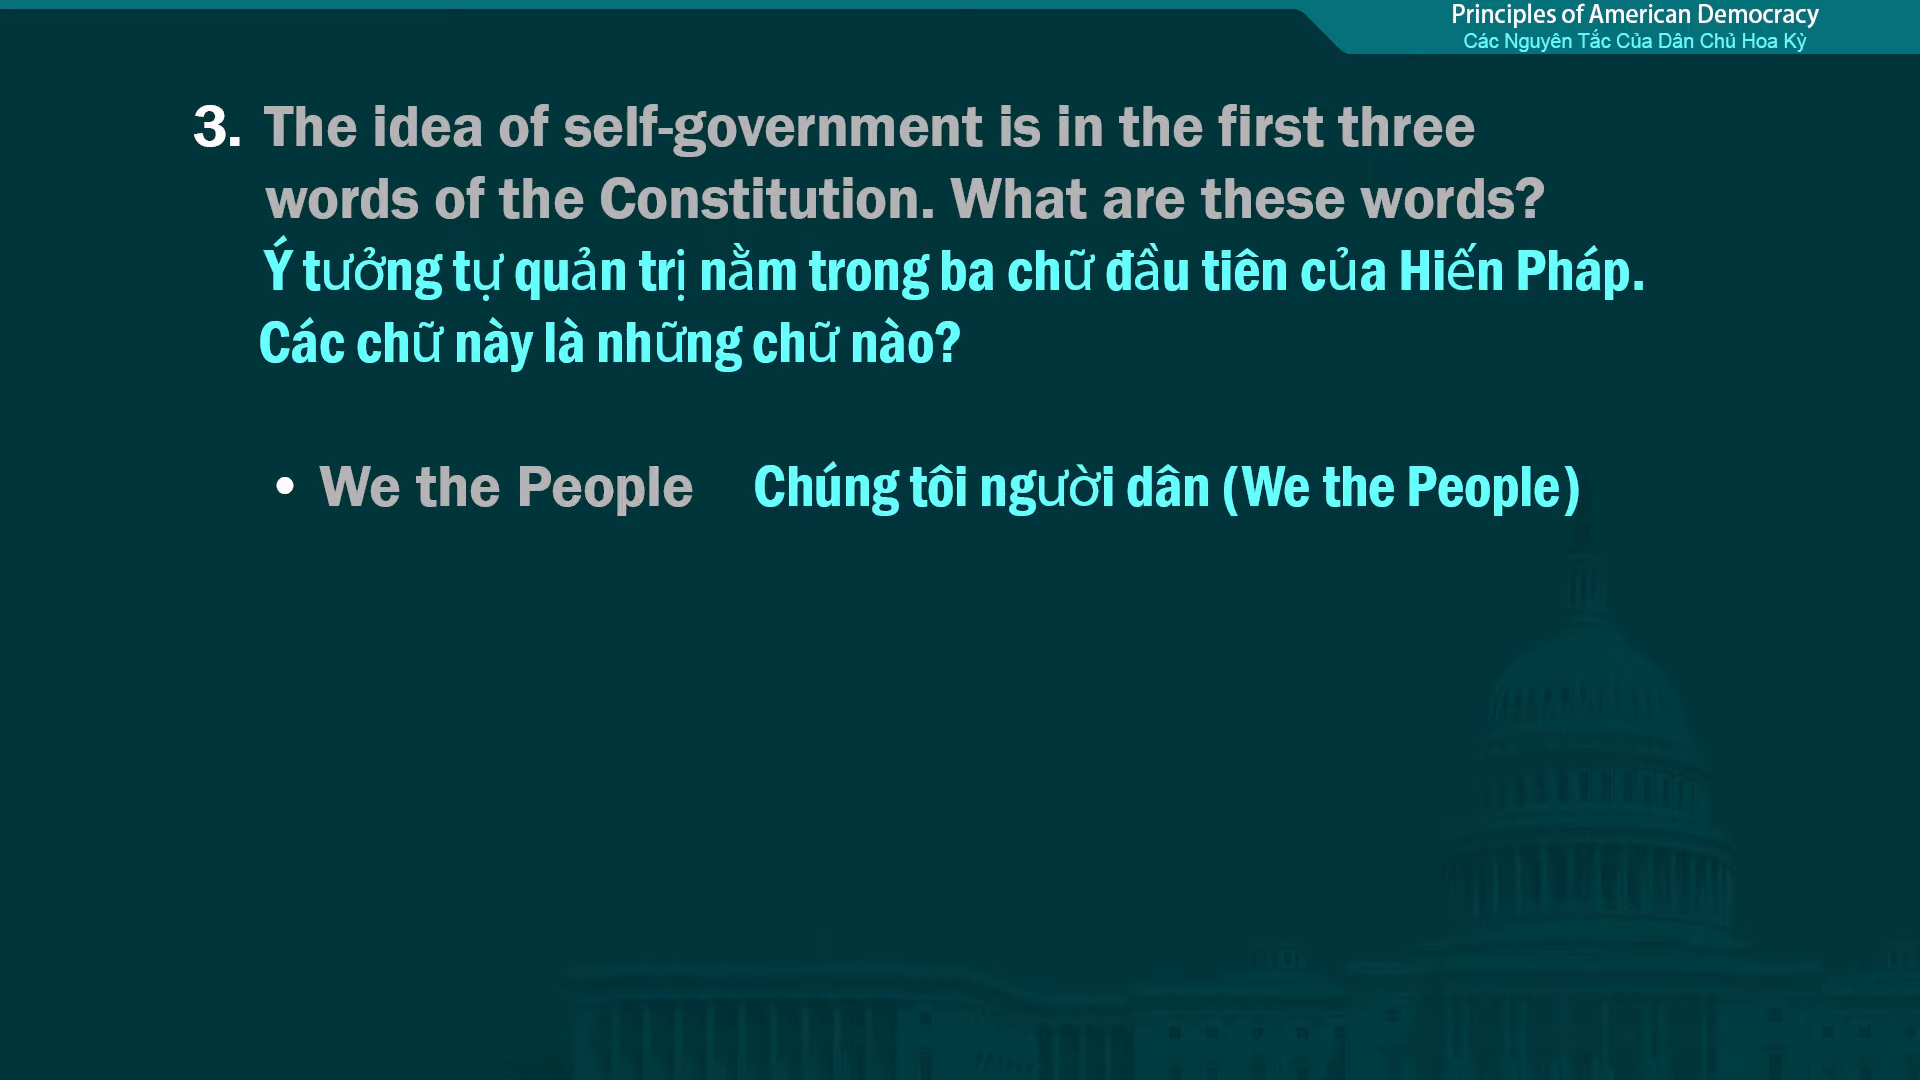 Principles of American Democracy
Các Nguyên Tắc Của Dân Chủ Hoa Kỳ
3. The idea of self-government is in the first three
words of the Constitution. What are these words?
Ý tưởng tự quản trị nằm trong ba chữ đầu tiên của Hiến Pháp.
Các chữ này là những chữ nào?
• We the People Chúng tôi người dân (We the People)